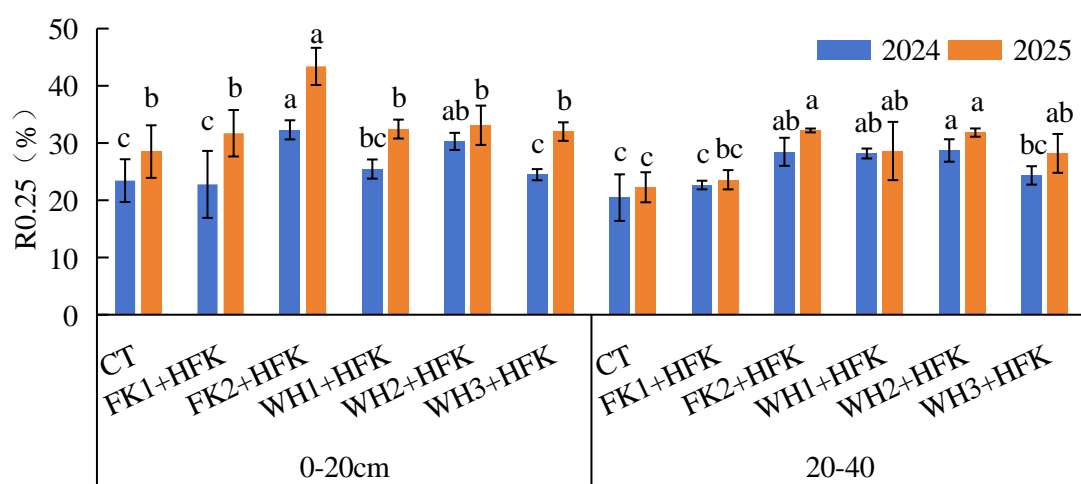 50
40
30
20
10
0
R0.25（%）
2024
2025
c b c b a a bc b ab b c b
c c c bc ab a ab ab a a bc ab
CT
FK1+HFK
FK2+HFK
WH1+HFK
WH2+HFK
WH3+HFK
CT
FK1+HFK
FK2+HFK
WH1+HFK
WH2+HFK
WH3+HFK
0-20cm
20-40